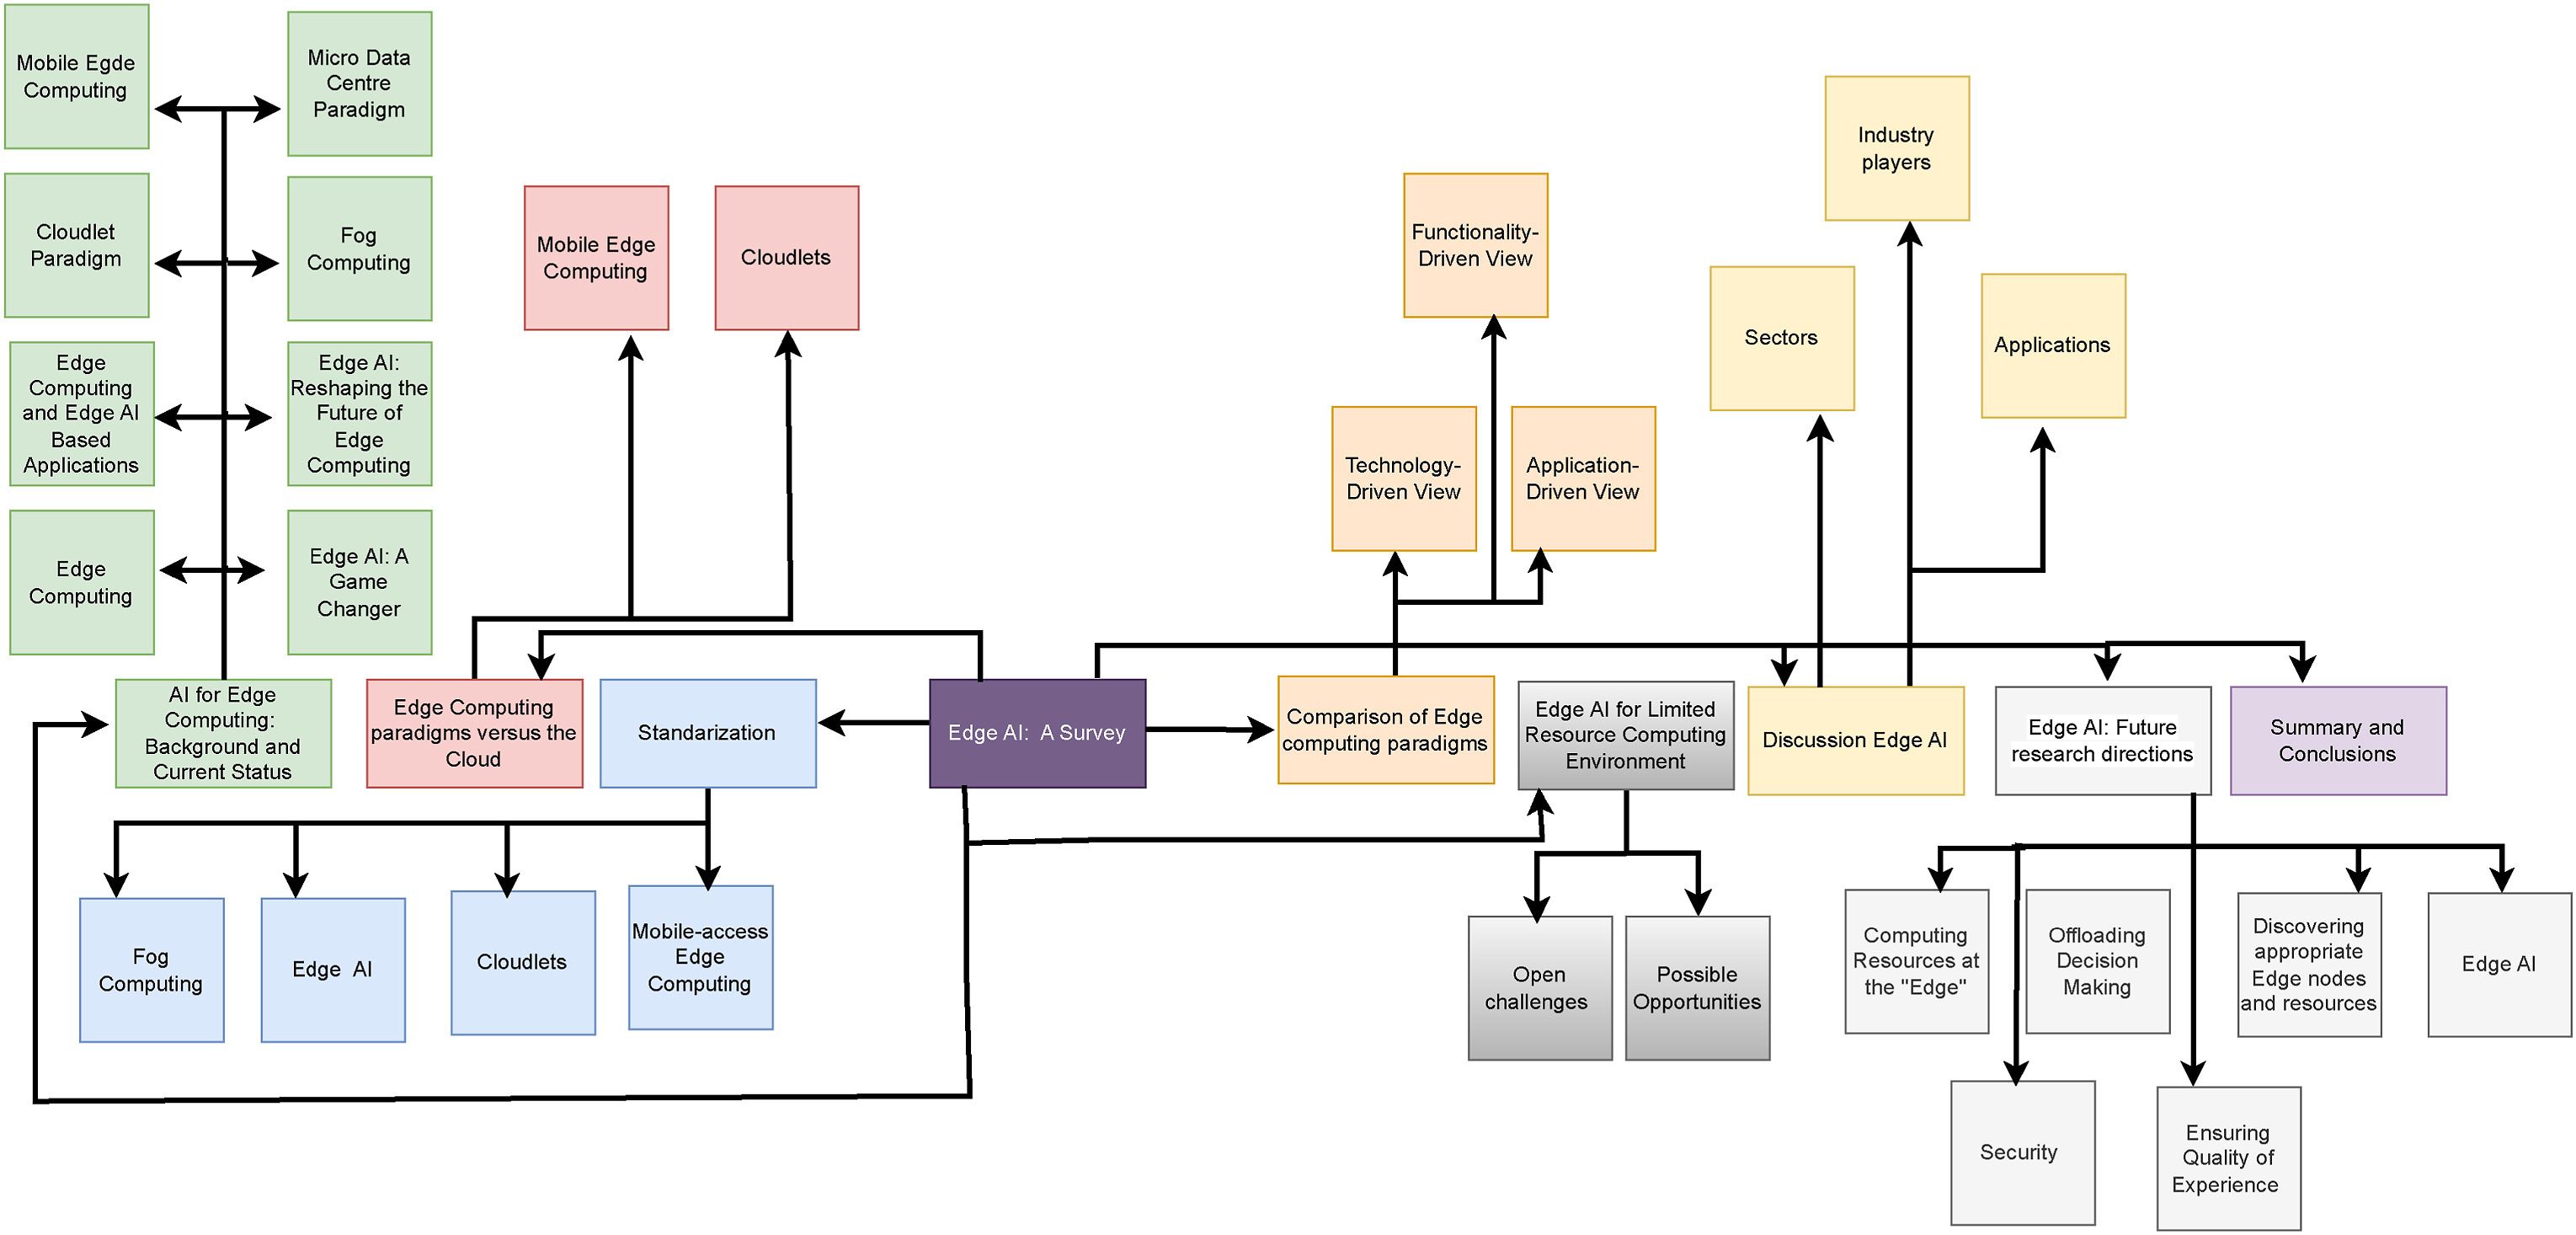 Mobile Egde
Computing
Micro Data
Centre
Paradigm
Cloudlet
Paradigm
Fog
Computing
Edge
Computing
and Edge AI
Based
Applications
Edge AI:
Reshaping the
Future of
Edge
Computing
Edge
Computing
Edge AI: A
Game
Changer
Mobile Edge
Computing
Cloudlets
Functionality-
Driven View
Technology-
Driven View
Application-
Driven View
Industry
players
Sectors
Applications
AI for Edge
Computing:
Background and
Current Status
Edge Computing
paradigms versus the
Cloud
Standarization
Edge AI:  A Survey
Comparison of Edge
computing paradigms
Edge AI for Limited
Resource Computing
Environment
Discussion Edge AI
Edge AI: Future
research directions
Summary and
Conclusions
Fog
Computing
Edge  AI
Cloudlets
Mobile-access
Edge
Computing
Open
challenges
Possible
Opportunities
Computing
Resources at
the "Edge"
Offloading
Decision
Making
Discovering
appropriate
Edge nodes
and resources
Edge AI
Security
Ensuring
Quality of
Experience